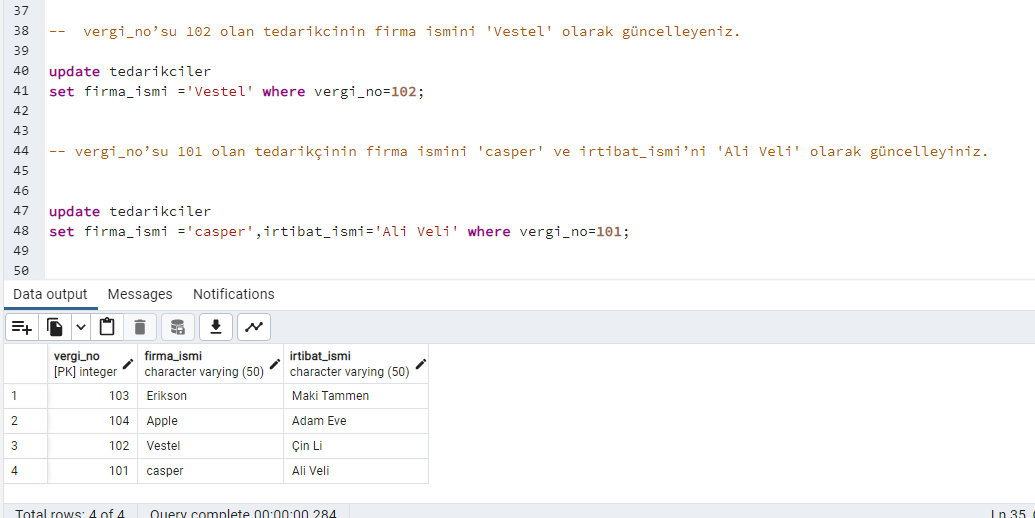 37
38 -- vergi_no’su 102 olan tedarikcinin firma ismini 'Vestel' olarak güncelleyeniz.
39
40 update tedarikciler
41 set firma_ismi ='Vestel' where vergi_no=102;
42
43
44 -- vergi_no’su 101 olan tedarikçinin firma ismini 'casper' ve irtibat_ismi’ni 'Ali Veli' olarak güncelleyiniz.
45
46
47 update tedarikciler
48 set firma_ismi ='casper',irtibat_ismi='Ali Veli' where vergi_no=101;
49
50
Data output Messages Notifications
vergi_no firma_ismi irtibat_ismi
[PK] integer character varying (50) character varying (50)
1 103 Erikson Maki Tammen
2 104 Apple Adam Eve
3 102 Vestel Çin Li
4 101 casper Ali Veli
Total rows: 4 of 4 Query complete 00:00:00.284 Ln 35,